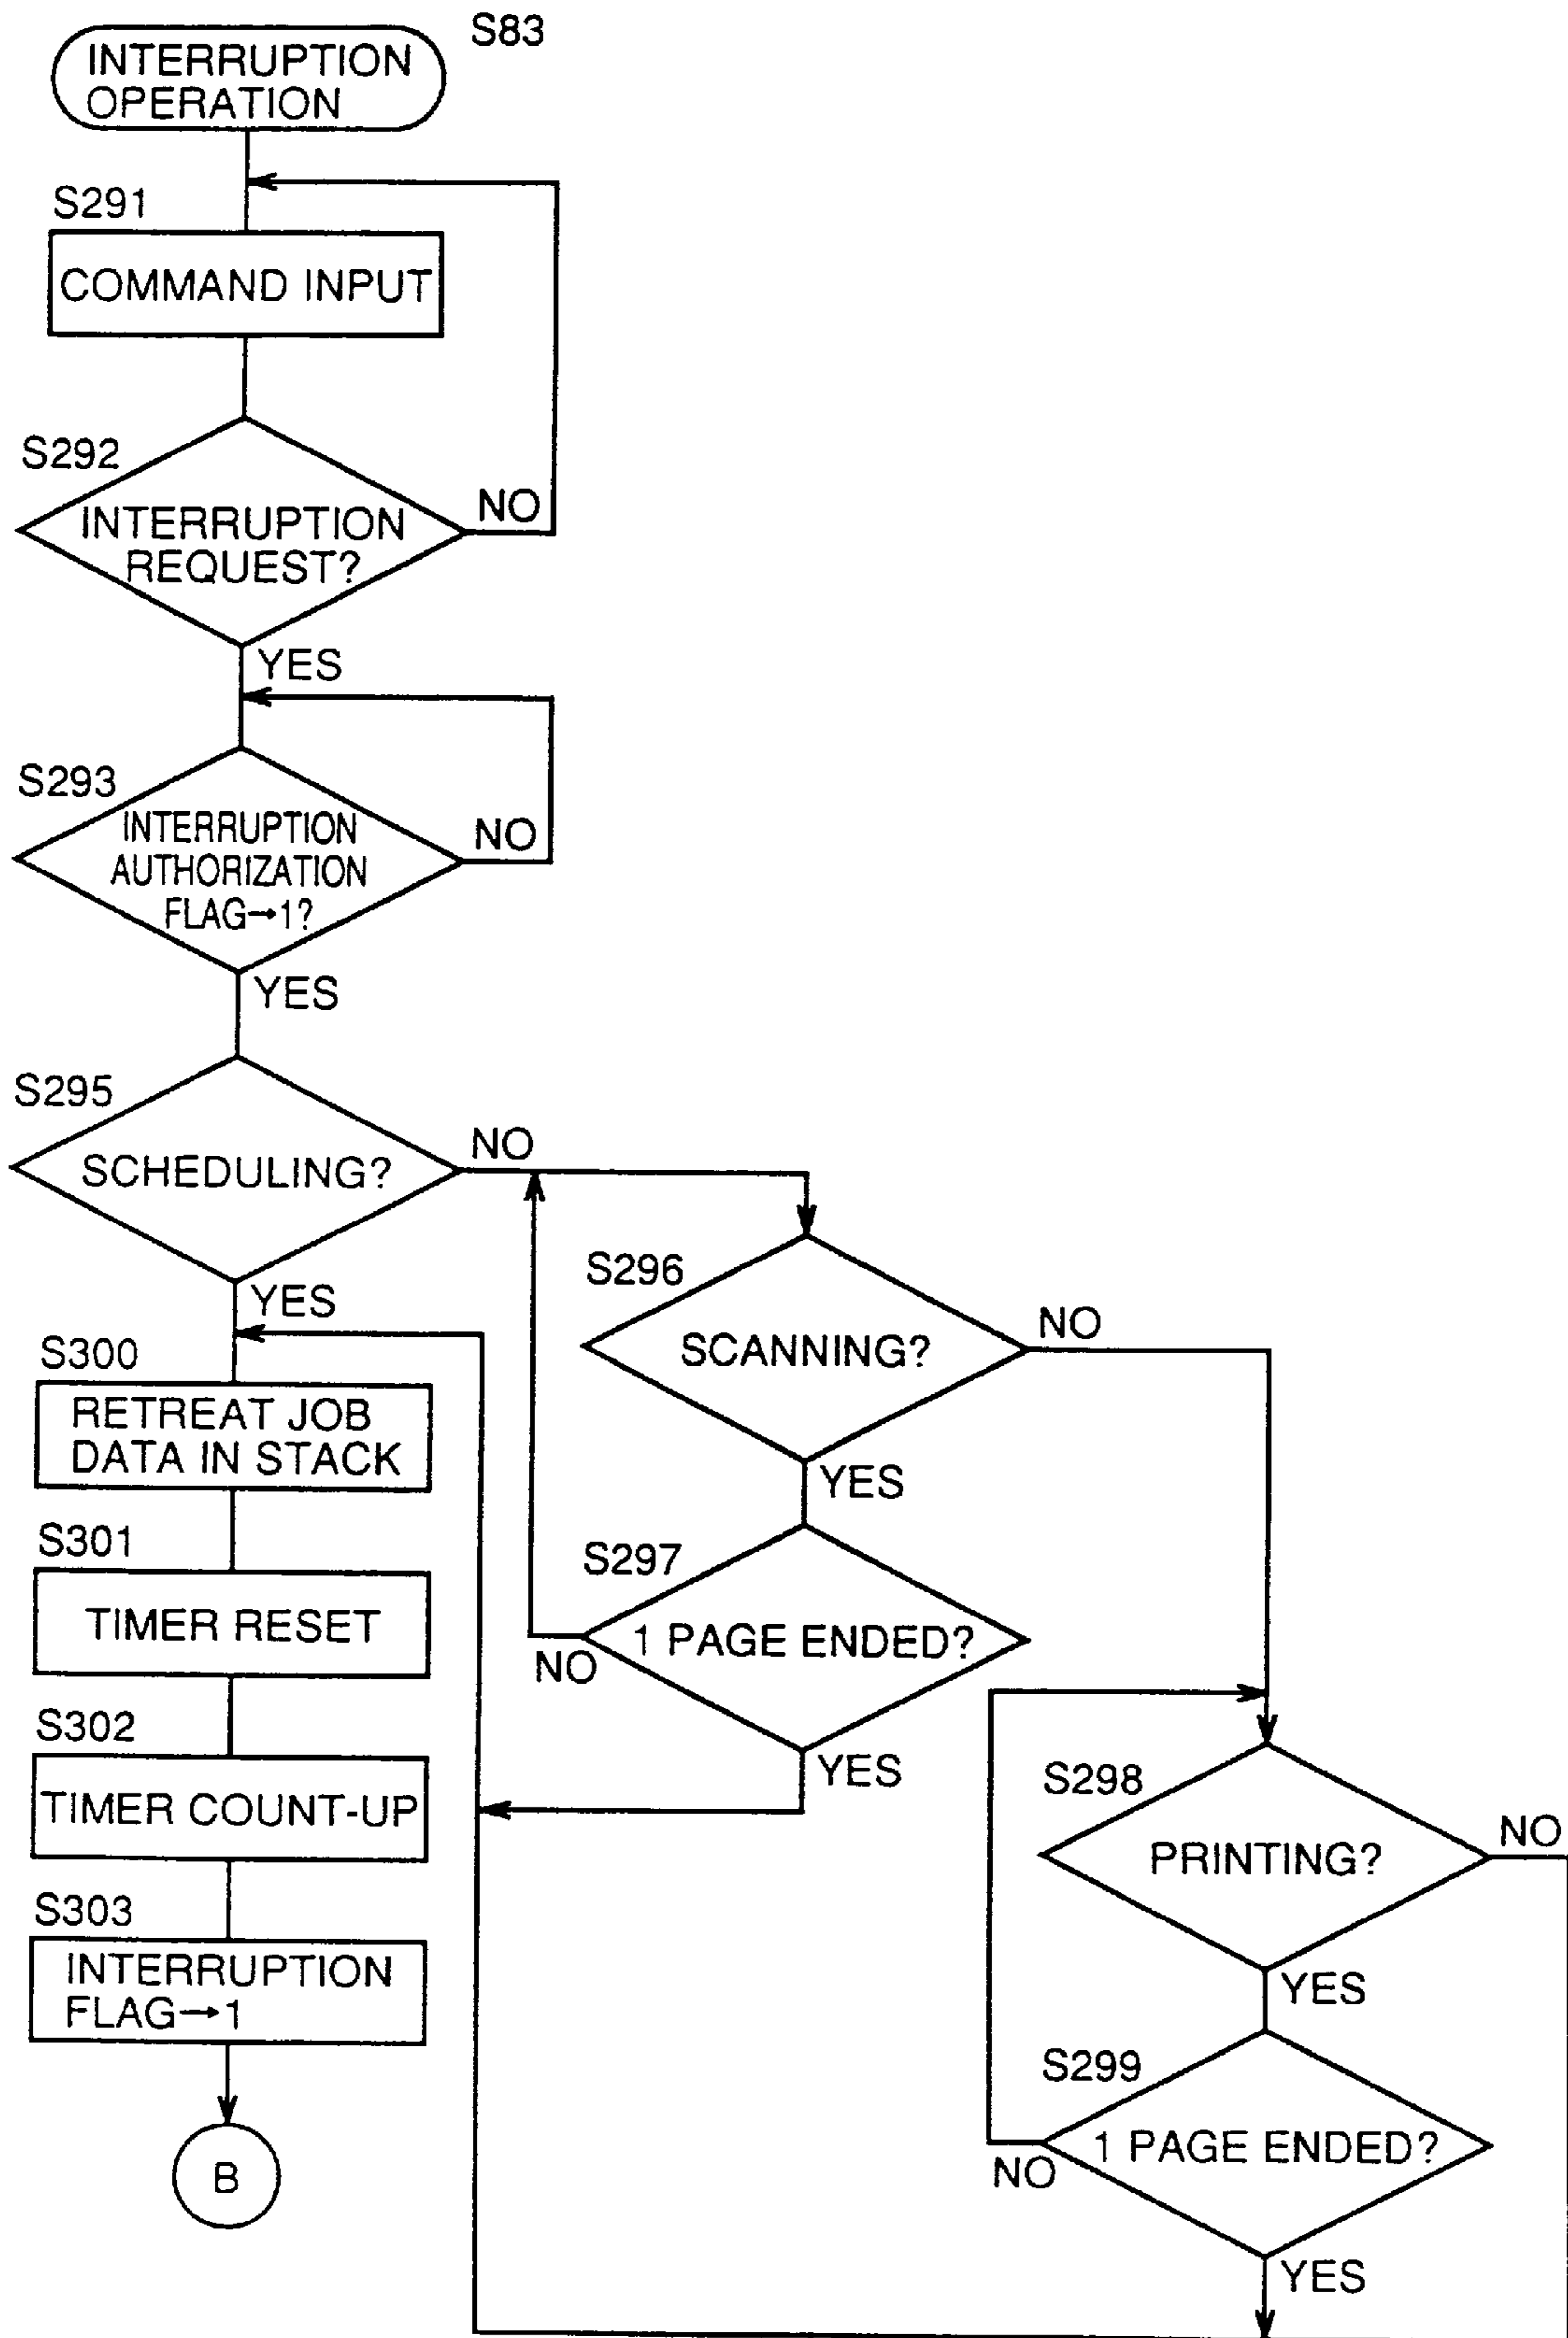 S83
INTERRUPTION
OPERATION
S291
COMMAND INPUT
S292
INTERRUPTION
REQUEST?
NO
YES
S293
INTERRUPTION
AUTHORIZATION
FLAG→1?
NO
YES
S295
SCHEDULING?
NO
YES
S296
SCANNING?
NO
YES
S297
1 PAGE ENDED?
NO
YES
S298
PRINTING?
NO
YES
S299
1 PAGE ENDED?
NO
YES
S300
RETREAT JOB
DATA IN STACK
S301
TIMER RESET
S302
TIMER COUNT-UP
S303
INTERRUPTION
FLAG→1
B